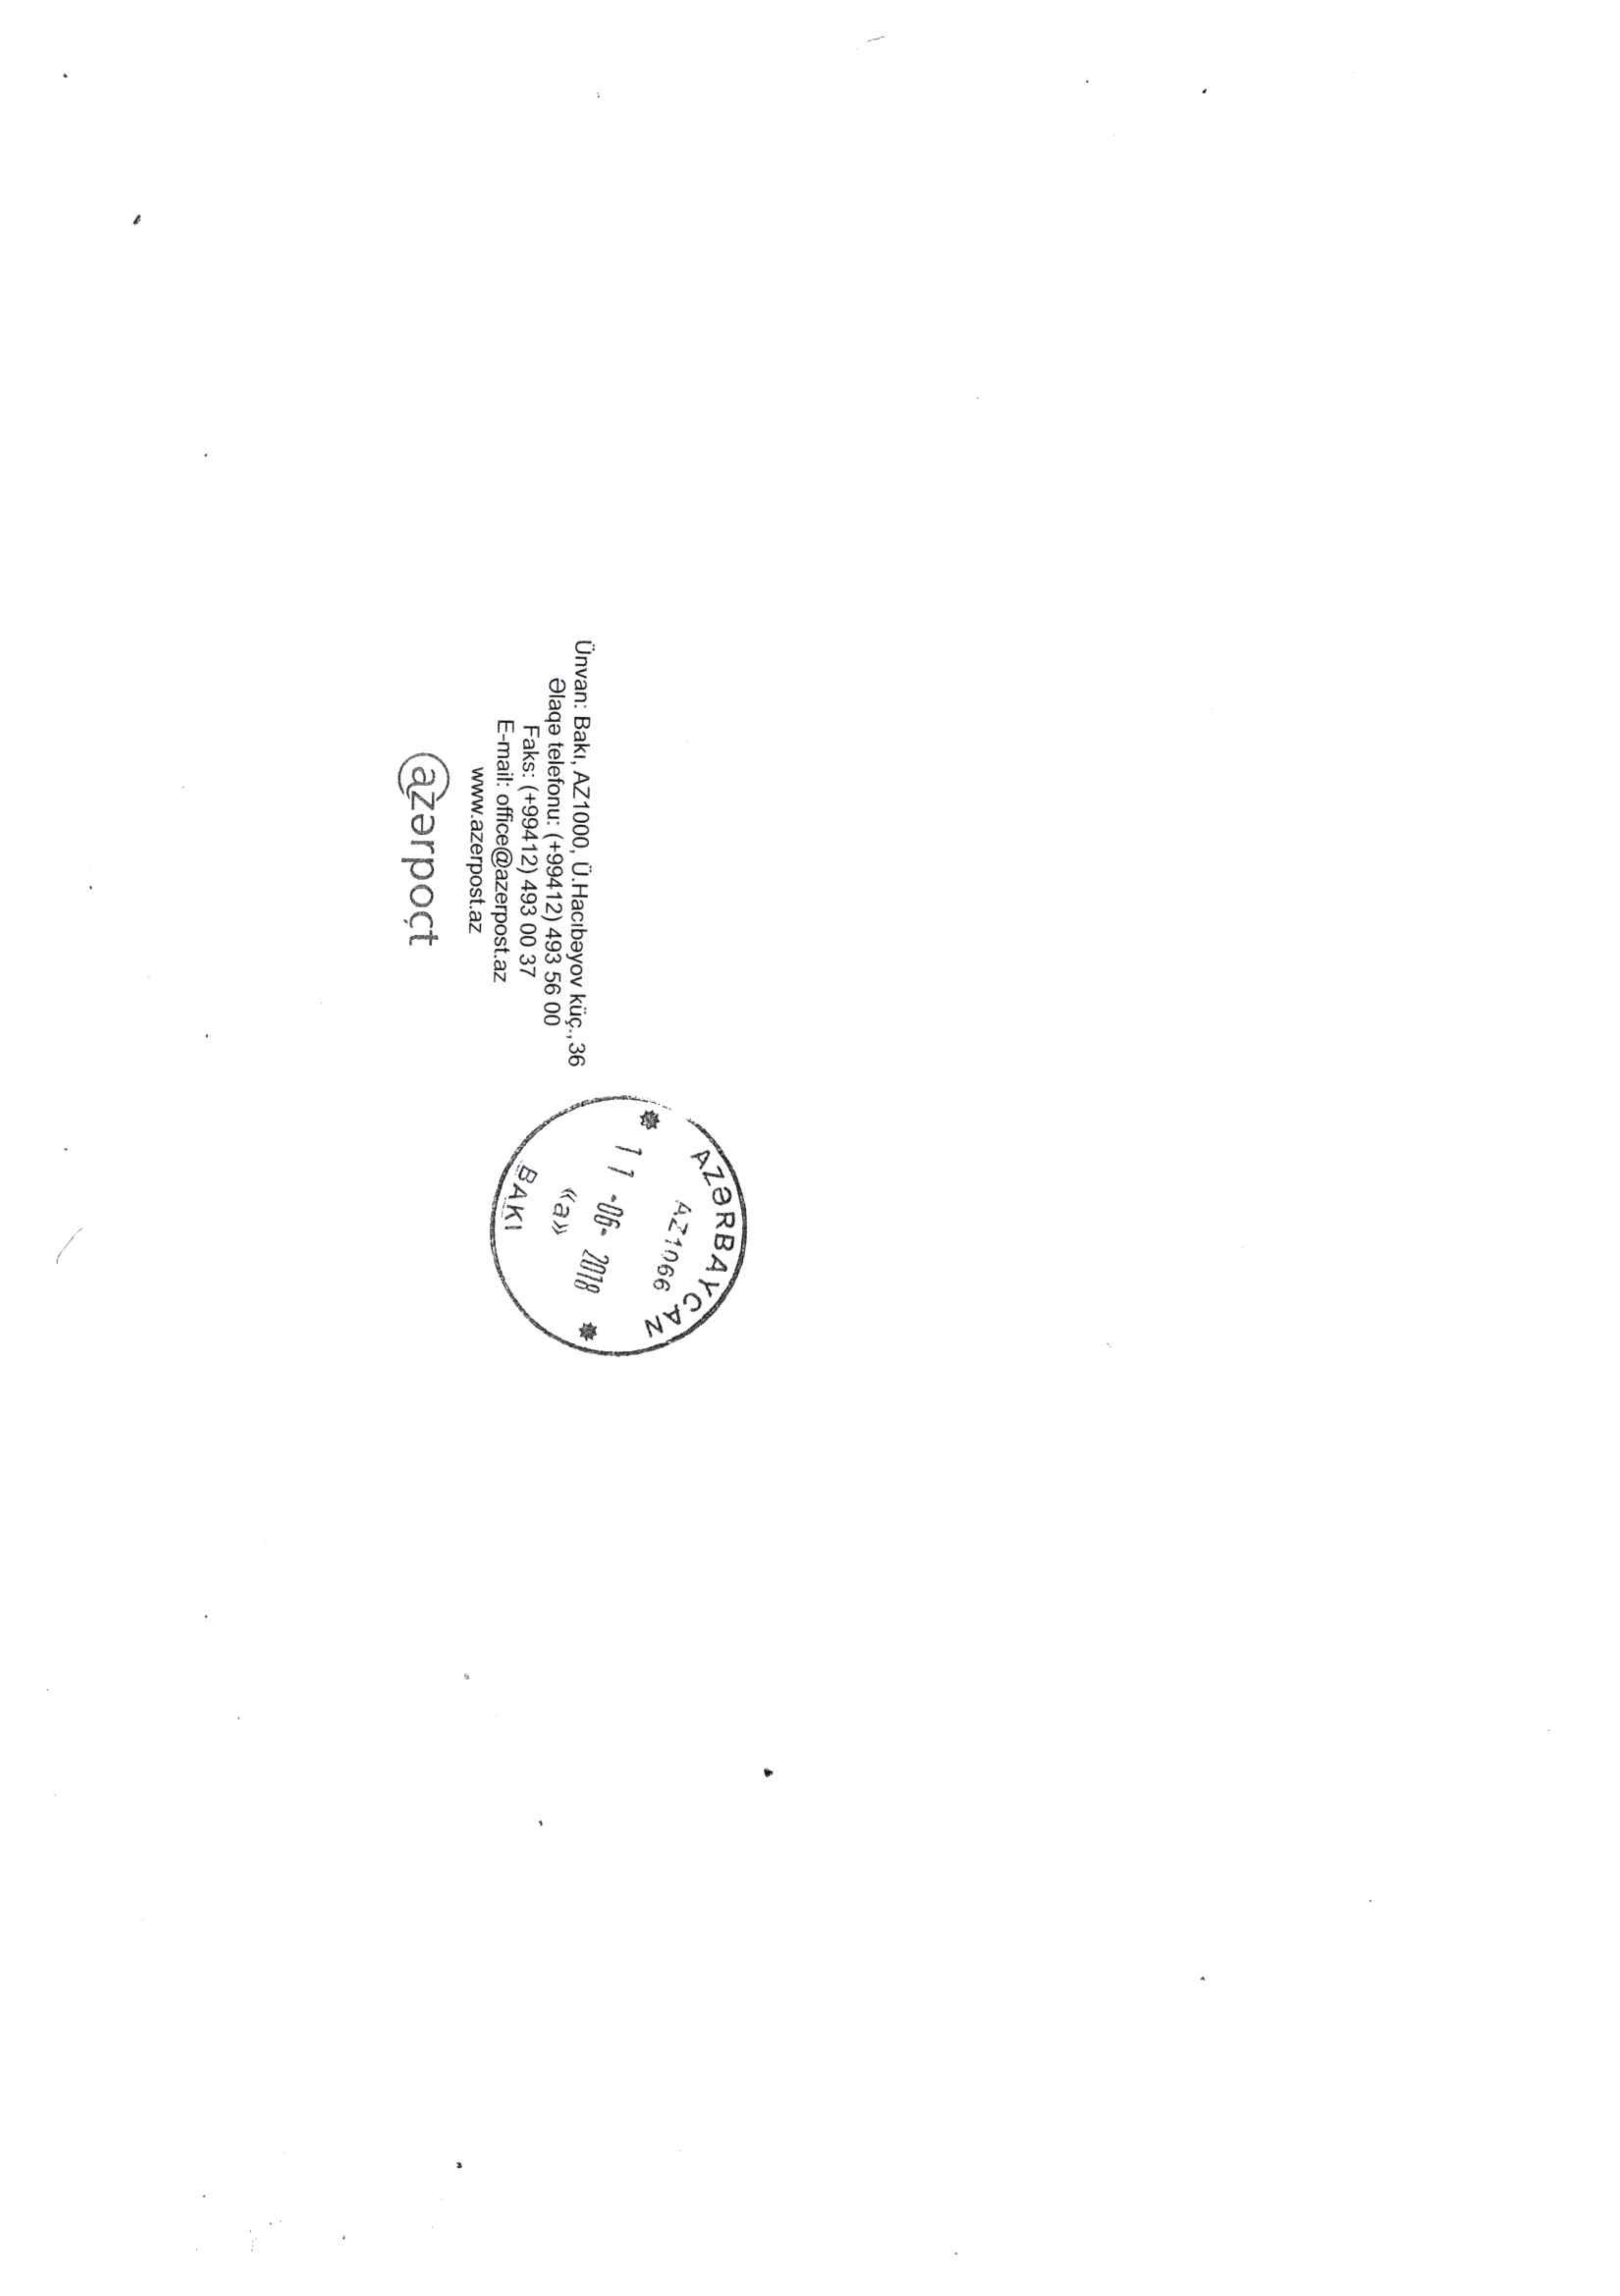 Ünvan: Bakı, AZ1000, Ü.Hacıbəyov küç., 36
Əlaqə telefonu: (+99412) 493 56 00
Faks: (+99412) 493 00 37
E-mail: office@azerpost.az
www.azerpost.az
@azərpoçt
AZƏRBAYCAN
AZ1066
11 -06- 2018
«a»
BAKI